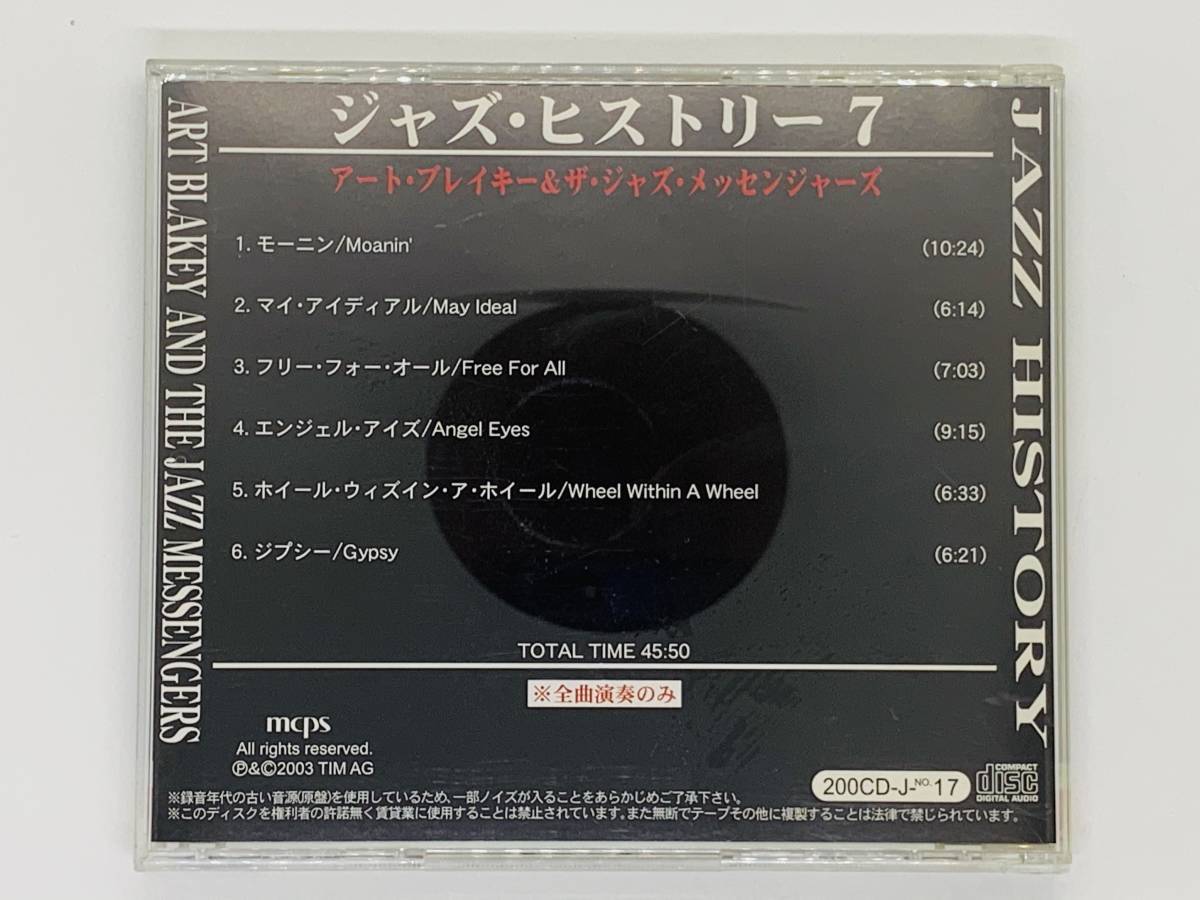 ジャズ・ヒストリー 7
アート・ブレイキー&ザ・ジャズ・メッセンジャーズ
ART BLAKEY AND THE JAZZ MESSENGERS
JAZZ HISTORY
1. モーニン/Moanin' (10:24)
2. マイ・アイディアル/May Ideal (6:14)
3. フリー・フォー・オール/Free For All (7:03)
4. エンジェル・アイズ/Angel Eyes (9:15)
5. ホイール・ウィズイン・ア・ホイール/Wheel Within A Wheel (6:33)
6. ジプシー/Gypsy (6:21)
TOTAL TIME 45:50
※全曲演奏のみ
mcps
All rights reserved.
℗&©2003 TIM AG
200CD-J-NO.17
COMPACT
disc
DIGITAL AUDIO
※録音年代の古い音源(原盤)を使用しているため、一部ノイズが入ることをあらかじめご了承下さい。
※このディスクを権利者の許諾無く賃貸業に使用することは禁止されています。また無断でテープその他に複製することは法律で禁じられています。